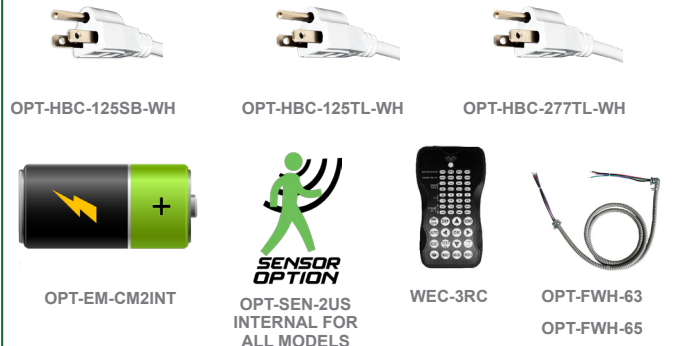 OPT-HBC-125SB-WH
OPT-HBC-125TL-WH
OPT-HBC-277TL-WH
+
SENSOR
OPTION
OPT-EM-CM2INT
OPT-SEN-2US
INTERNAL FOR
ALL MODELS
WEC-3RC
OPT-FWH-63
OPT-FWH-65